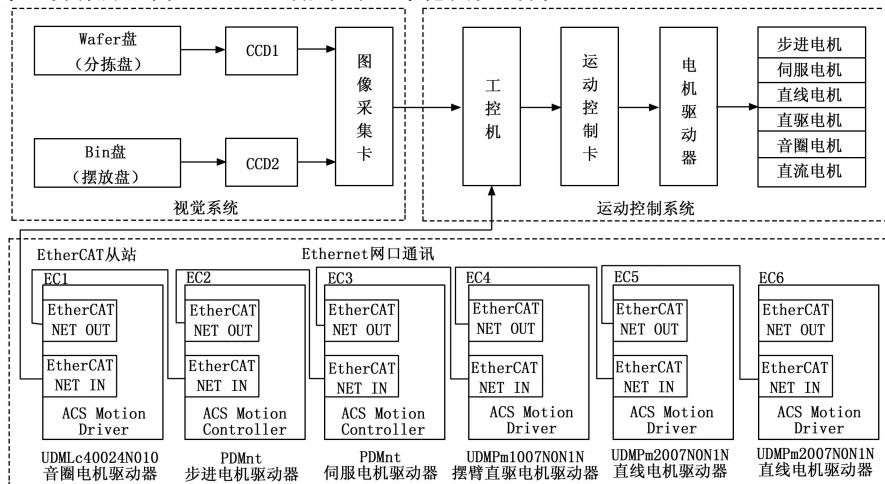 Wafer盘
（分拣盘）
CCD1
Bin盘
（摆放盘）
CCD2
图像采集卡
视觉系统
工控机
运动控制卡
电机驱动器
步进电机
伺服电机
直线电机
直驱电机
音圈电机
直流电机
运动控制系统
EtherCAT从站
Ethernet网口通讯
EC1
EtherCAT
NET OUT
EtherCAT
NET IN
ACS Motion
Driver
UDMLc40024N010
音圈电机驱动器
EC2
EtherCAT
NET OUT
EtherCAT
NET IN
ACS Motion
Controller
PDMnt
步进电机驱动器
EC3
EtherCAT
NET OUT
EtherCAT
NET IN
ACS Motion
Controller
PDMnt
伺服电机驱动器
EC4
EtherCAT
NET OUT
EtherCAT
NET IN
ACS Motion
Driver
UDMPm1007N0N1N
摆臂直驱电机驱动器
EC5
EtherCAT
NET OUT
EtherCAT
NET IN
ACS Motion
Driver
UDMPm2007N0N1N
直线电机驱动器
EC6
EtherCAT
NET OUT
EtherCAT
NET IN
ACS Motion
Driver
UDMPm2007N0N1N
直线电机驱动器